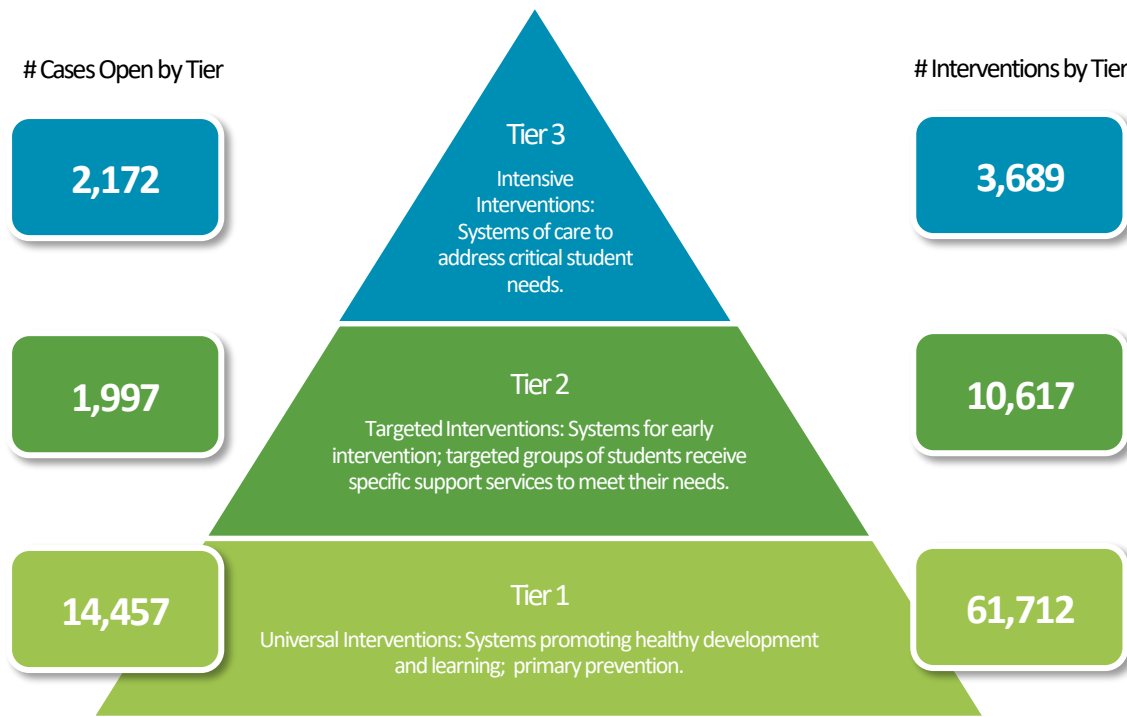 # Cases Open by Tier
# Interventions by Tier
Tier 3
2,172
3,689
Intensive
Interventions:
Systems of care to
address critical student
needs.
Tier 2
1,997
10,617
Targeted Interventions: Systems for early
intervention; targeted groups of students receive
specific support services to meet their needs.
Tier 1
14,457
61,712
Universal Interventions: Systems promoting healthy development
and learning;  primary prevention.